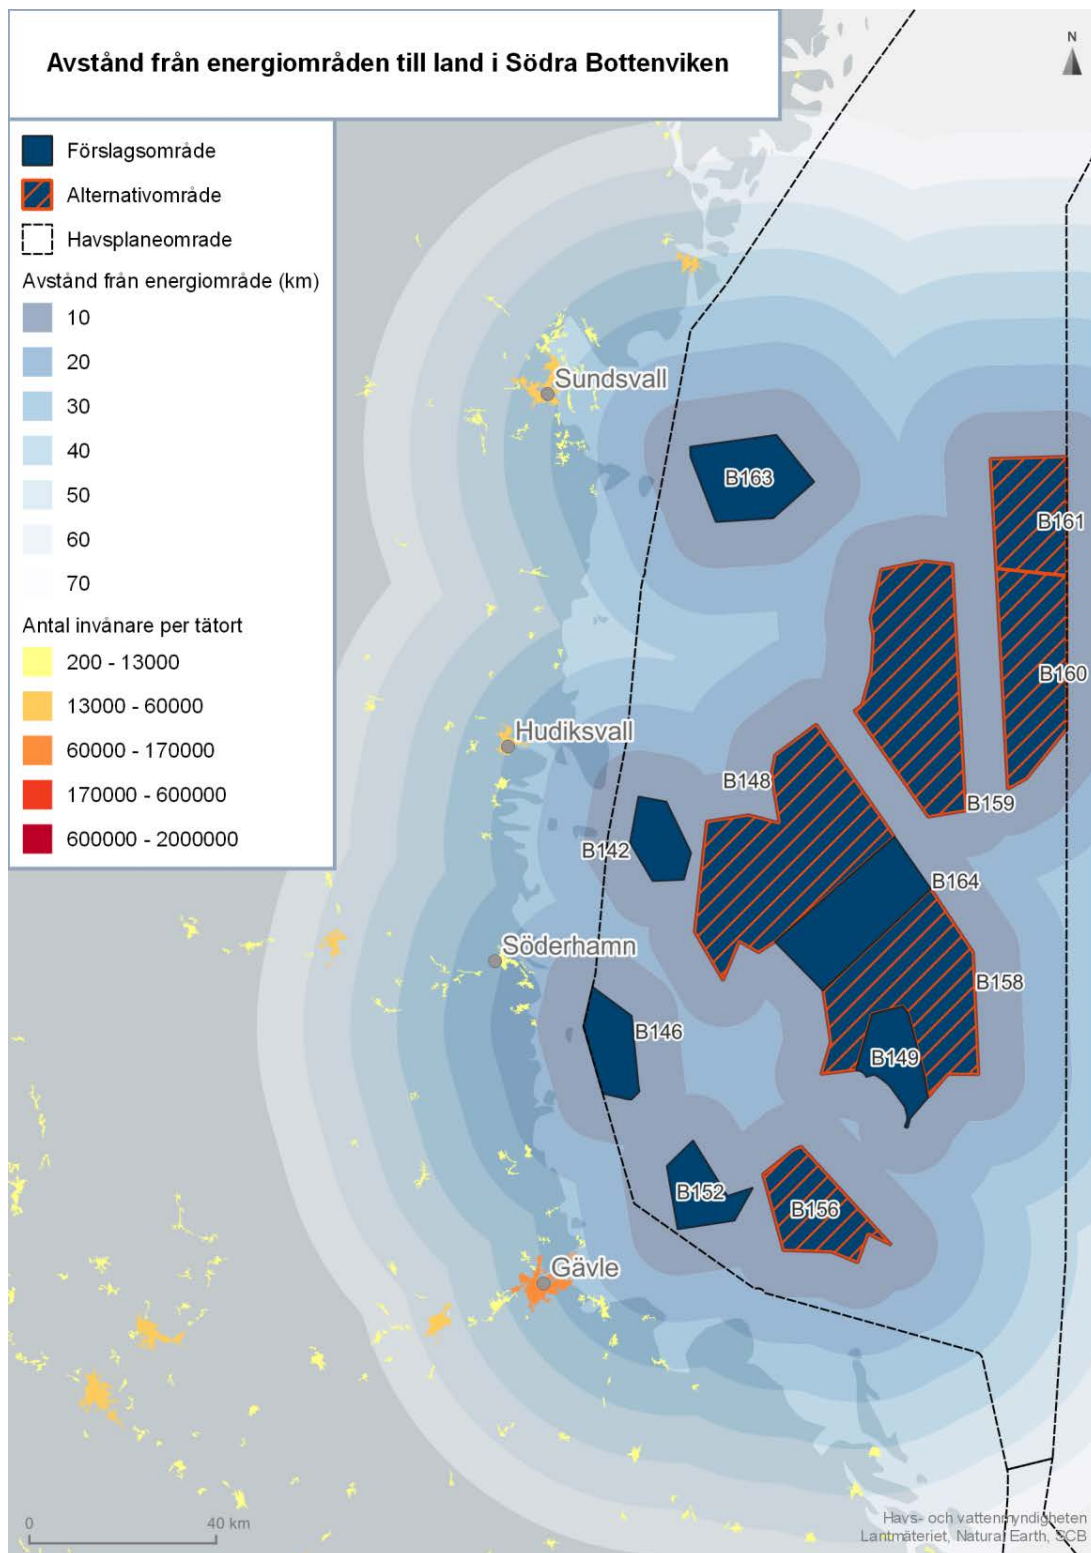 Avstånd från energiområden till land i Södra Bottenviken
N
Förslagsområde
Alternativområde
Havsplaneområde
Avstånd från energiområde (km)
10
20
30
40
50
60
70
Antal invånare per tätort
200 - 13000
13000 - 60000
60000 - 170000
170000 - 600000
600000 - 2000000
Sundsvall
B163
B161
B160
Hudiksvall
B148
B159
B142
B164
Söderhamn
B158
B146
B149
B152
B156
Gävle
0 40 km
Havs- och vattenmyndigheten
Lantmäteriet, Natural Earth, SCB